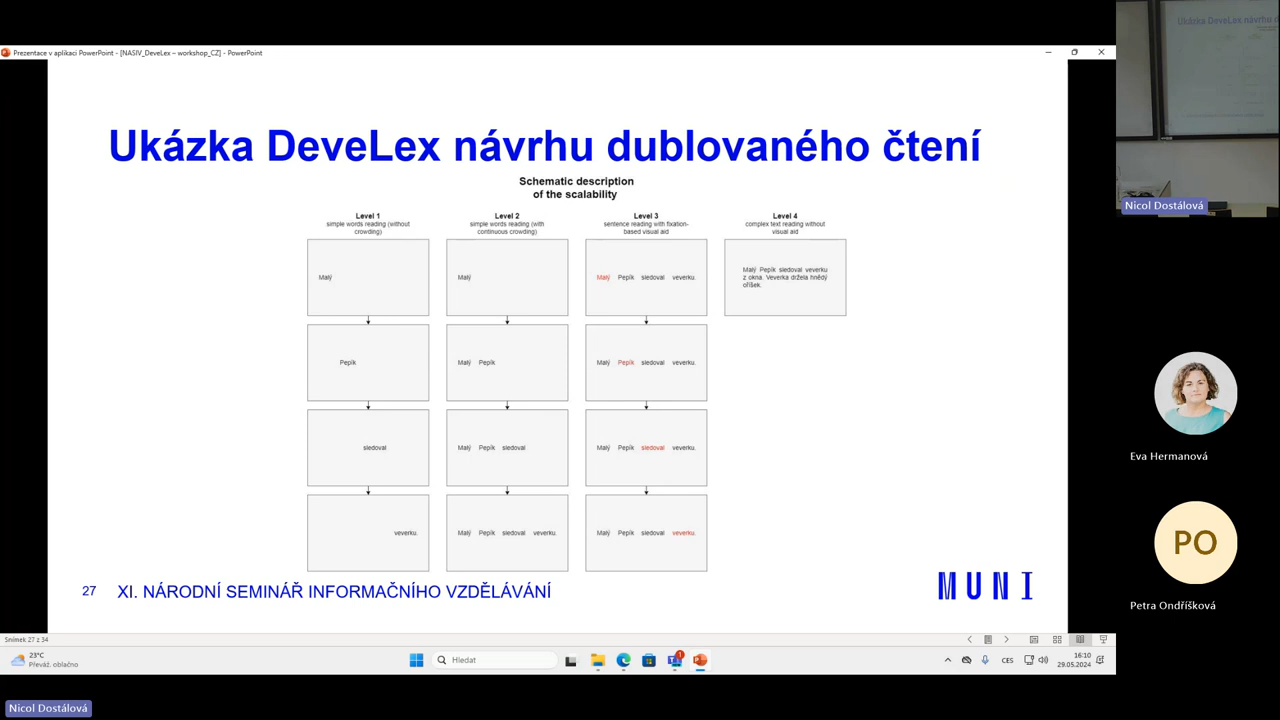 Prezentace v aplikaci PowerPoint - [NASIV_DeveLex – workshop_CZ] - PowerPoint
Ukázka DeveLex návrhu dublovaného čtení
Schematic description
of the scalability
Level 1
simple words reading (without
crowding)
Malý
Pepík
sledoval
veverku.
Level 2
simple words reading (with
continuous crowding)
Malý
Malý Pepík
Malý Pepík sledoval
Malý Pepík sledoval veverku.
Level 3
sentence reading with fixation-
based visual aid
Malý Pepík sledoval veverku.
Malý Pepík sledoval veverku.
Malý Pepík sledoval veverku.
Malý Pepík sledoval veverku.
Level 4
complex text reading without
visual aid
Malý Pepík sledoval veverku
z okna. Veverka držela hnědý
oříšek.
27 XI. NÁRODNÍ SEMINÁŘ INFORMAČNÍHO VZDĚLÁVÁNÍ
MUNI
Snímek 27 z 34
23°C
Převáž. oblačno
Hledat
1
CES
16:10
29.05.2024
Ukázka DeveLex návrhu d
Nicol Dostálová
Eva Hermanová
PO
Petra Ondříšková
Nicol Dostálová